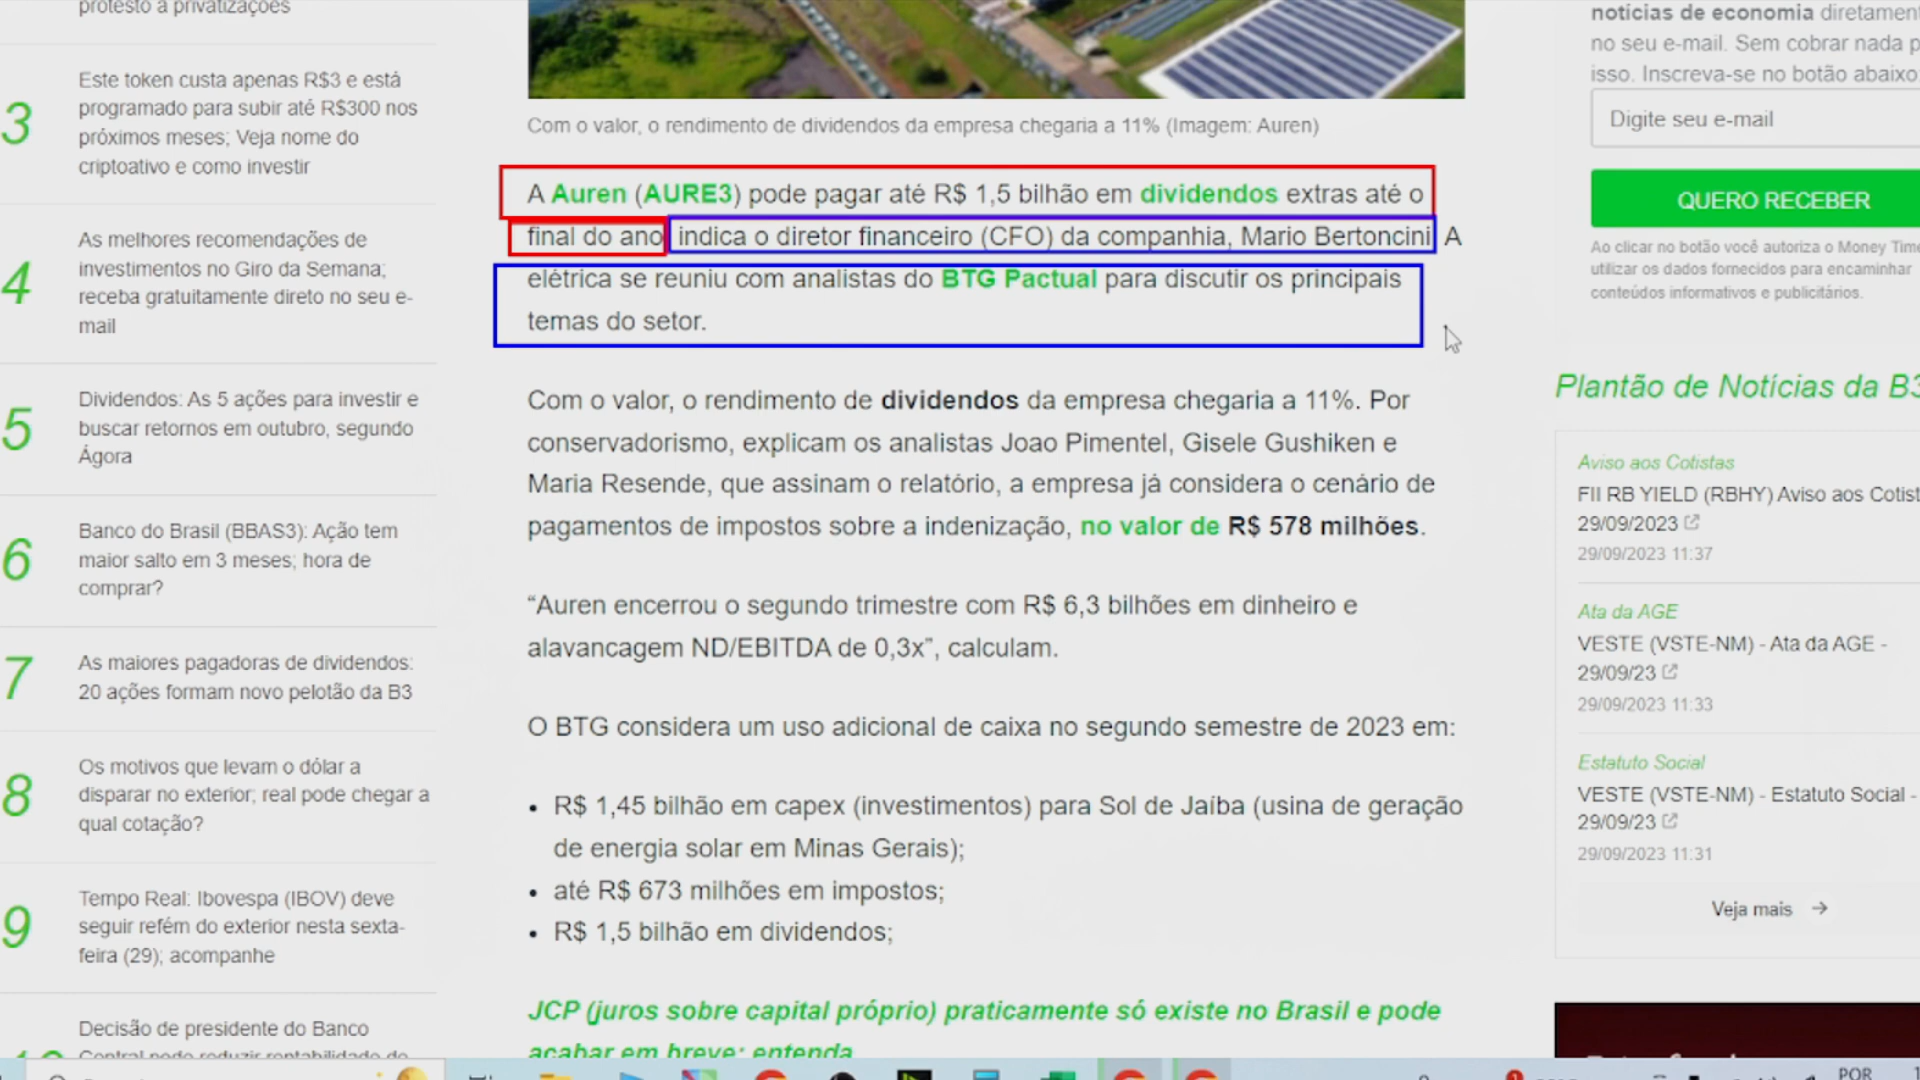 protesto a privatizações
3
Este token custa apenas R$3 e está
programado para subir até R$300 nos
próximos meses; Veja nome do
criptoativo e como investir
4
As melhores recomendações de
investimentos no Giro da Semana;
receba gratuitamente direto no seu e-
mail
5
Dividendos: As 5 ações para investir e
buscar retornos em outubro, segundo
Ágora
6
Banco do Brasil (BBAS3): Ação tem
maior salto em 3 meses; hora de
comprar?
7
As maiores pagadoras de dividendos:
20 ações formam novo pelotão da B3
8
Os motivos que levam o dólar a
disparar no exterior; real pode chegar a
qual cotação?
9
Tempo Real: Ibovespa (IBOV) deve
seguir refém do exterior nesta sexta-
feira (29); acompanhe
10
Decisão de presidente do Banco
Central pode reduzir rentabilidade de
Com o valor, o rendimento de dividendos da empresa chegaria a 11% (Imagem: Auren)
A Auren (AURE3) pode pagar até R$ 1,5 bilhão em dividendos extras até o
final do ano indica o diretor financeiro (CFO) da companhia, Mario Bertoncini A
elétrica se reuniu com analistas do BTG Pactual para discutir os principais
temas do setor.
Com o valor, o rendimento de dividendos da empresa chegaria a 11%. Por
conservadorismo, explicam os analistas Joao Pimentel, Gisele Gushiken e
Maria Resende, que assinam o relatório, a empresa já considera o cenário de
pagamentos de impostos sobre a indenização, no valor de R$ 578 milhões.
“Auren encerrou o segundo trimestre com R$ 6,3 bilhões em dinheiro e
alavancagem ND/EBITDA de 0,3x”, calculam.
O BTG considera um uso adicional de caixa no segundo semestre de 2023 em:
• R$ 1,45 bilhão em capex (investimentos) para Sol de Jaíba (usina de geração
de energia solar em Minas Gerais);
• até R$ 673 milhões em impostos;
• R$ 1,5 bilhão em dividendos;
JCP (juros sobre capital próprio) praticamente só existe no Brasil e pode
acabar em breve; entenda
notícias de economia diretament
no seu e-mail. Sem cobrar nada p
isso. Inscreva-se no botão abaixo:
Digite seu e-mail
QUERO RECEBER
Ao clicar no botão você autoriza o Money Time
utilizar os dados fornecidos para encaminhar
conteúdos informativos e publicitários.
Plantão de Notícias da B3
Aviso aos Cotistas
FII RB YIELD (RBHY) Aviso aos Cotist
29/09/2023
29/09/2023 11:37
Ata da AGE
VESTE (VSTE-NM) - Ata da AGE -
29/09/23
29/09/2023 11:33
Estatuto Social
VESTE (VSTE-NM) - Estatuto Social -
29/09/23
29/09/2023 11:31
Veja mais →
POR